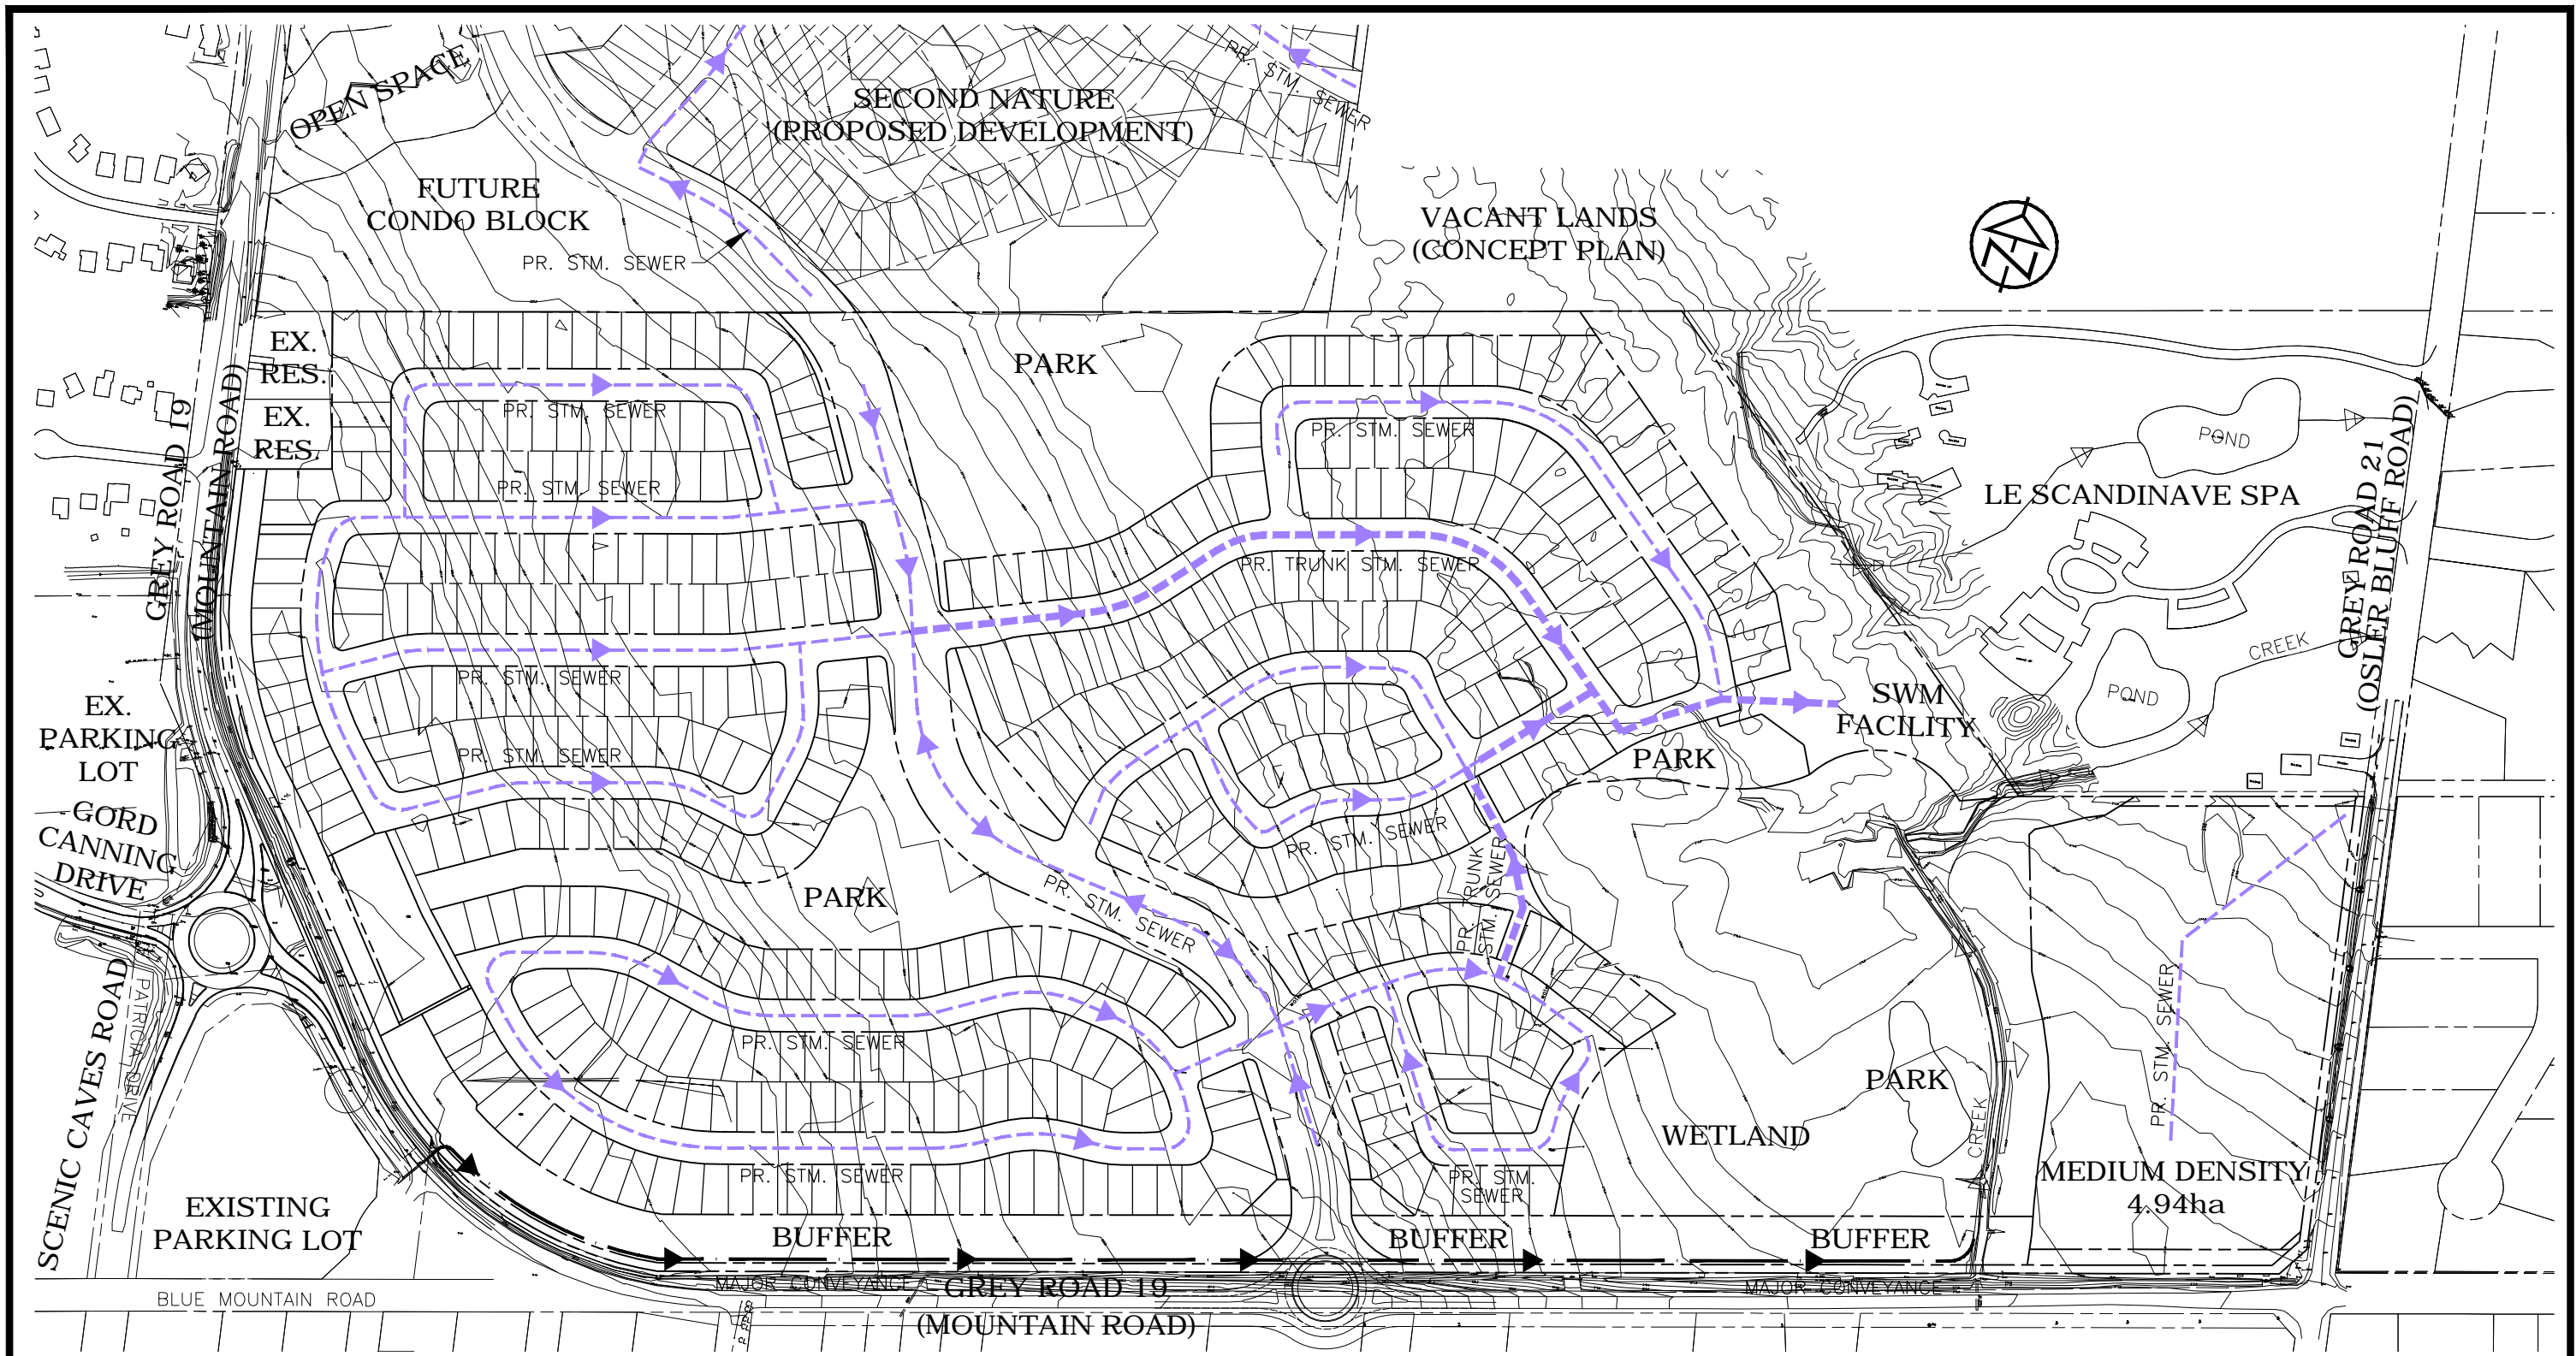 OPEN SPACE
SECOND NATURE
(PROPOSED DEVELOPMENT)
PR. STM. SEWER
FUTURE
CONDO BLOCK
PR. STM. SEWER
VACANT LANDS
(CONCEPT PLAN)
N
EX.
RES.
EX.
RES.
PARK
GREY ROAD 19
(MOUNTAIN ROAD)
PR. STM. SEWER
PR. STM. SEWER
PR. STM. SEWER
POND
LE SCANDINAVE SPA
GREY ROAD 21
(OSLER BLUFF ROAD)
PR. TRUNK STM. SEWER
CREEK
POND
PR. STM. SEWER
EX.
PARKING
LOT
SWM
FACILITY
PR. STM. SEWER
PARK
GORD
CANNING
DRIVE
PR. STM. SEWER
PR. TRUNK
STM. SEWER
PARK
PR. STM. SEWER
SCENIC CAVES ROAD
PATRICIA DRIVE
PR. STM. SEWER
PR. STM. SEWER
PARK
CREEK
WETLAND
PR. STM. SEWER
PR. STM.
SEWER
MEDIUM DENSITY
4.94ha
EXISTING
PARKING LOT
BUFFER
BUFFER
BUFFER
MAJOR CONVEYANCE
GREY ROAD 19
(MOUNTAIN ROAD)
MAJOR CONVEYANCE
BLUE MOUNTAIN ROAD